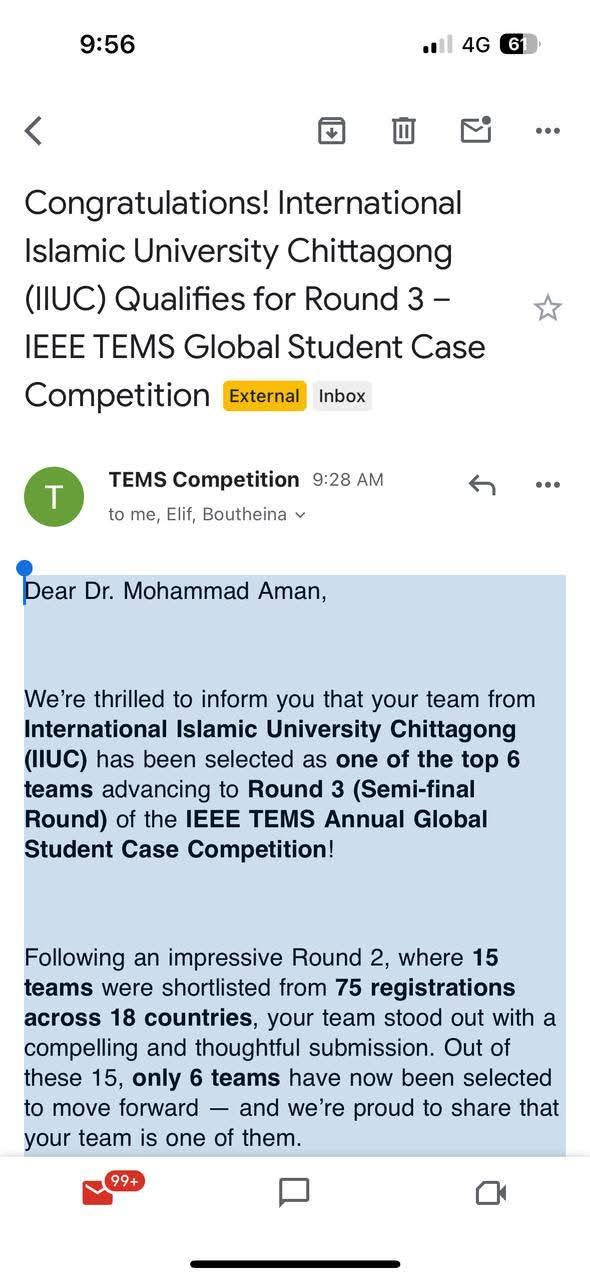 9:56
4G 61
Congratulations! International
Islamic University Chittagong
(IIUC) Qualifies for Round 3 –
IEEE TEMS Global Student Case
Competition External Inbox
T
TEMS Competition 9:28 AM
to me, Elif, Boutheina
Dear Dr. Mohammad Aman,
We’re thrilled to inform you that your team from
International Islamic University Chittagong
(IIUC) has been selected as one of the top 6
teams advancing to Round 3 (Semi-final
Round) of the IEEE TEMS Annual Global
Student Case Competition!
Following an impressive Round 2, where 15
teams were shortlisted from 75 registrations
across 18 countries, your team stood out with a
compelling and thoughtful submission. Out of
these 15, only 6 teams have now been selected
to move forward — and we’re proud to share that
your team is one of them.
99+